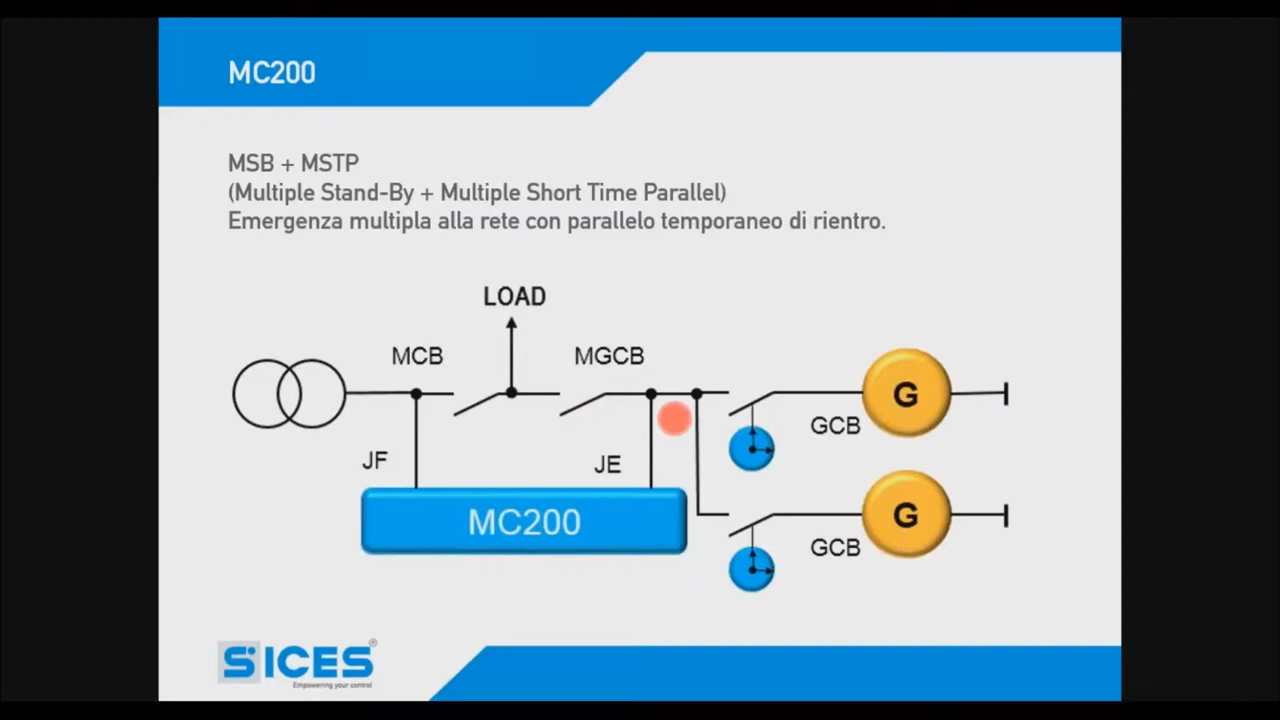 MC200
MSB + MSTP
(Multiple Stand-By + Multiple Short Time Parallel)
Emergenza multipla alla rete con parallelo temporaneo di rientro.
LOAD
MCB
MGCB
G
GCB
JF
JE
MC200
G
GCB
SICES®
Empowering your control